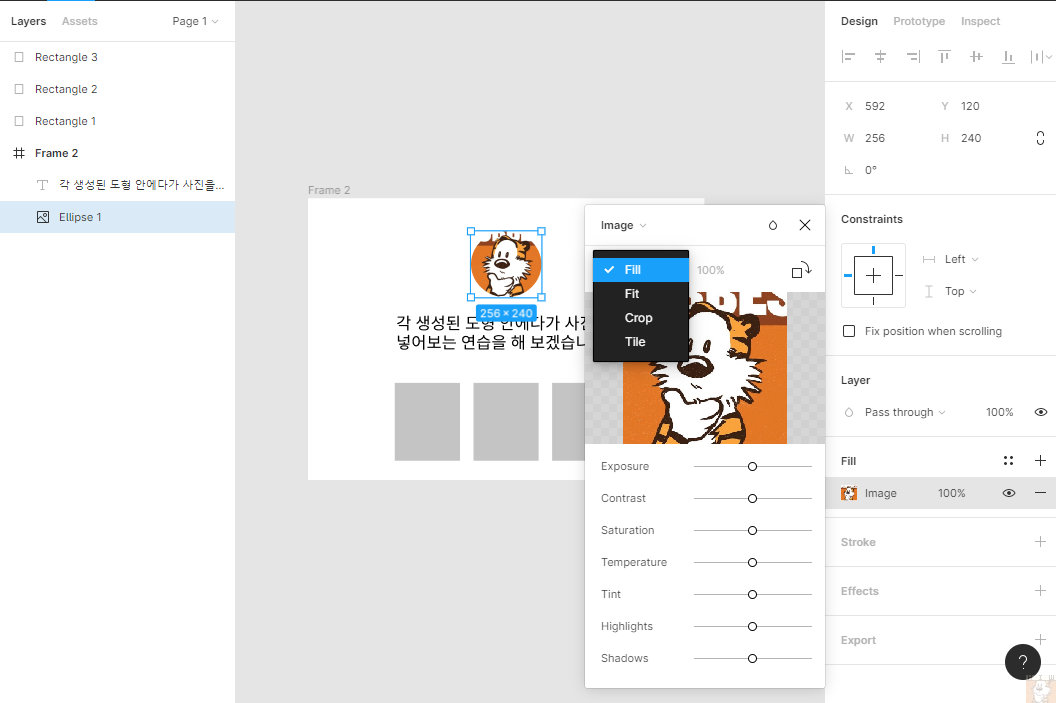 Layers
Assets
Page 1
Rectangle 3
Rectangle 2
Rectangle 1
Frame 2
각 생성된 도형 안에다가 사진을...
Ellipse 1
Frame 2
256 × 240
각 생성된 도형 안에다가 사진
넣어보는 연습을 해 보겠습니
Image
Fill
Fit
Crop
Tile
100%
Exposure
Contrast
Saturation
Temperature
Tint
Highlights
Shadows
Design
Prototype
Inspect
X 592
Y 120
W 256
H 240
0°
Constraints
Left
Top
Fix position when scrolling
Layer
Pass through
100%
Fill
Image
100%
Stroke
Effects
Export
?